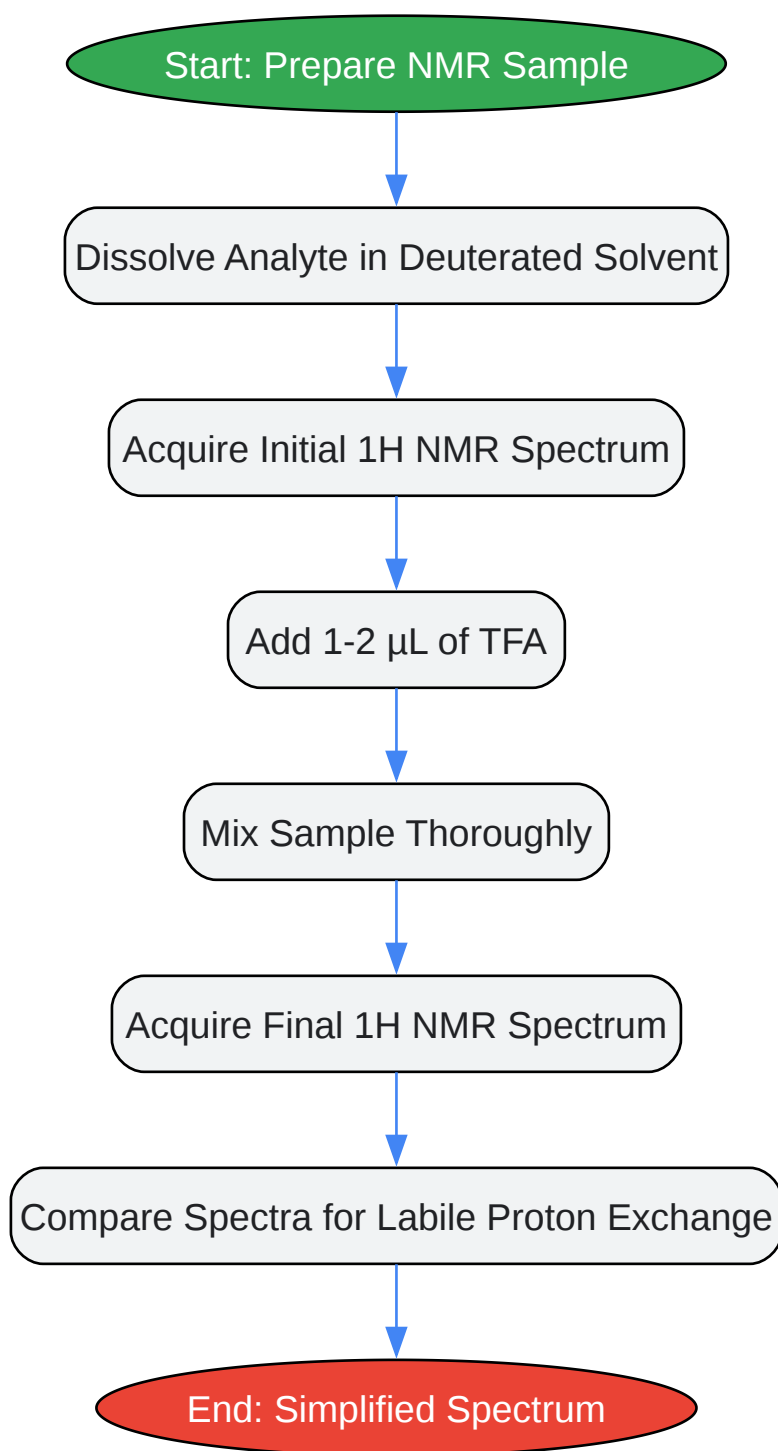 Start: Prepare NMR Sample
Dissolve Analyte in Deuterated Solvent
Acquire Initial 1H NMR Spectrum
Add 1-2 µL of TFA
Mix Sample Thoroughly
Acquire Final 1H NMR Spectrum
Compare Spectra for Labile Proton Exchange
End: Simplified Spectrum